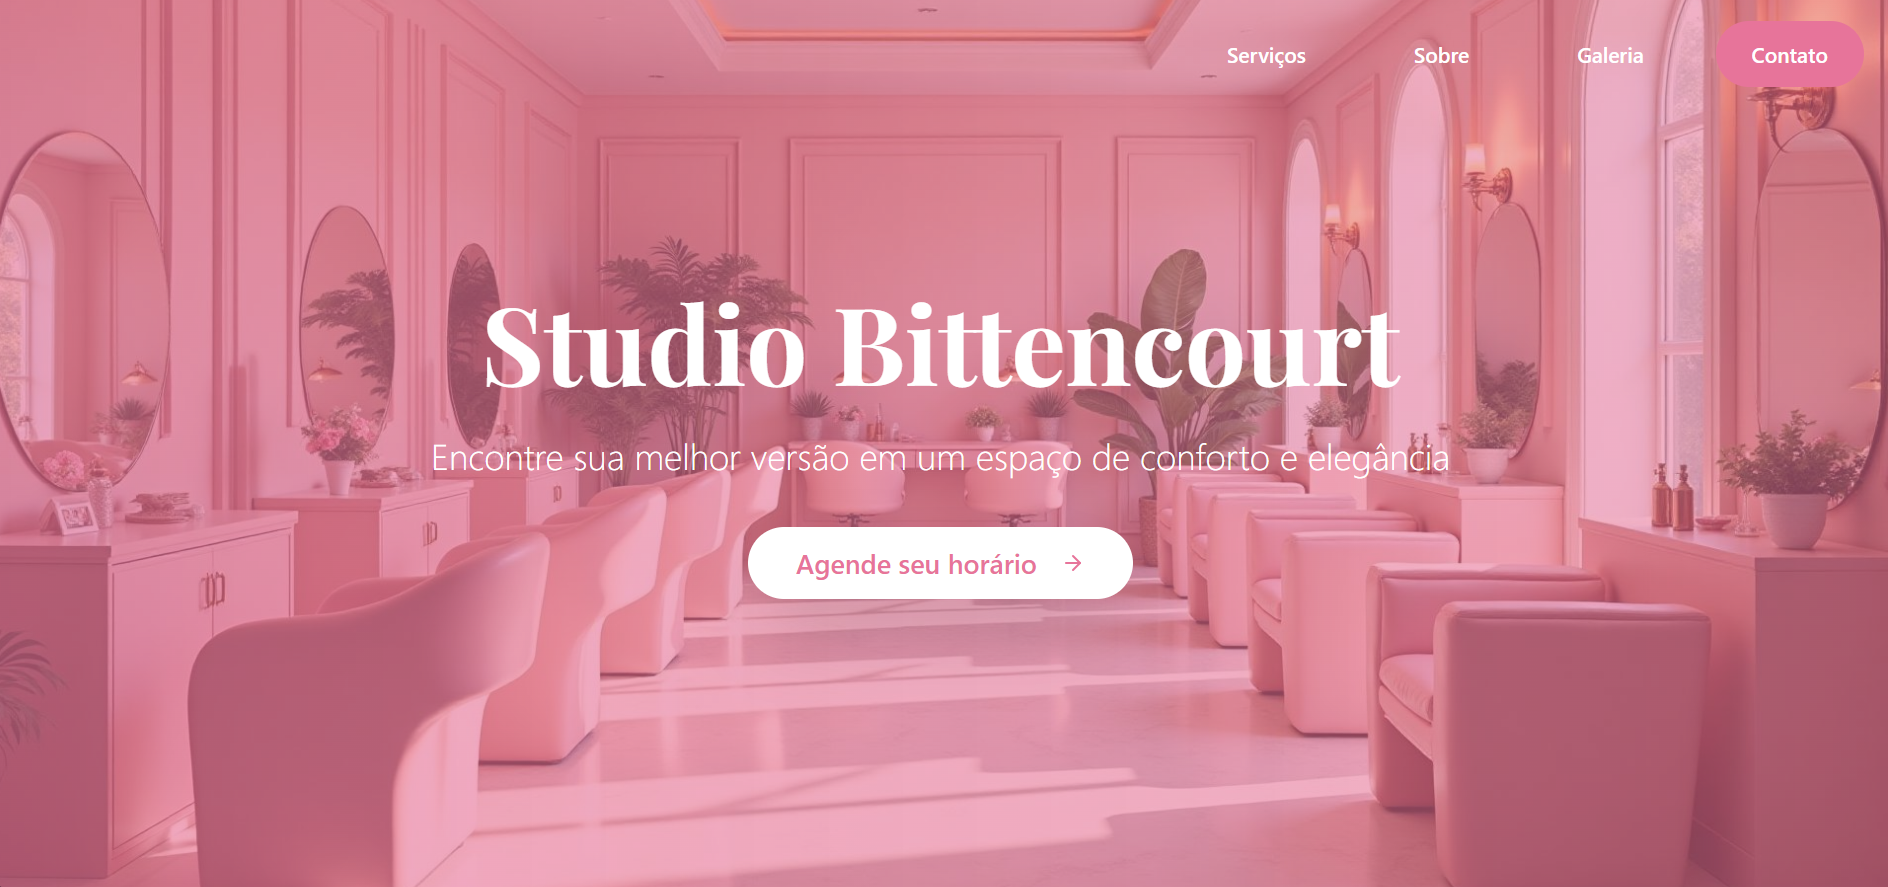 Serviços
Sobre
Galeria
Contato
Studio Bittencourt
Encontre sua melhor versão em um espaço de conforto e elegância
Agende seu horário